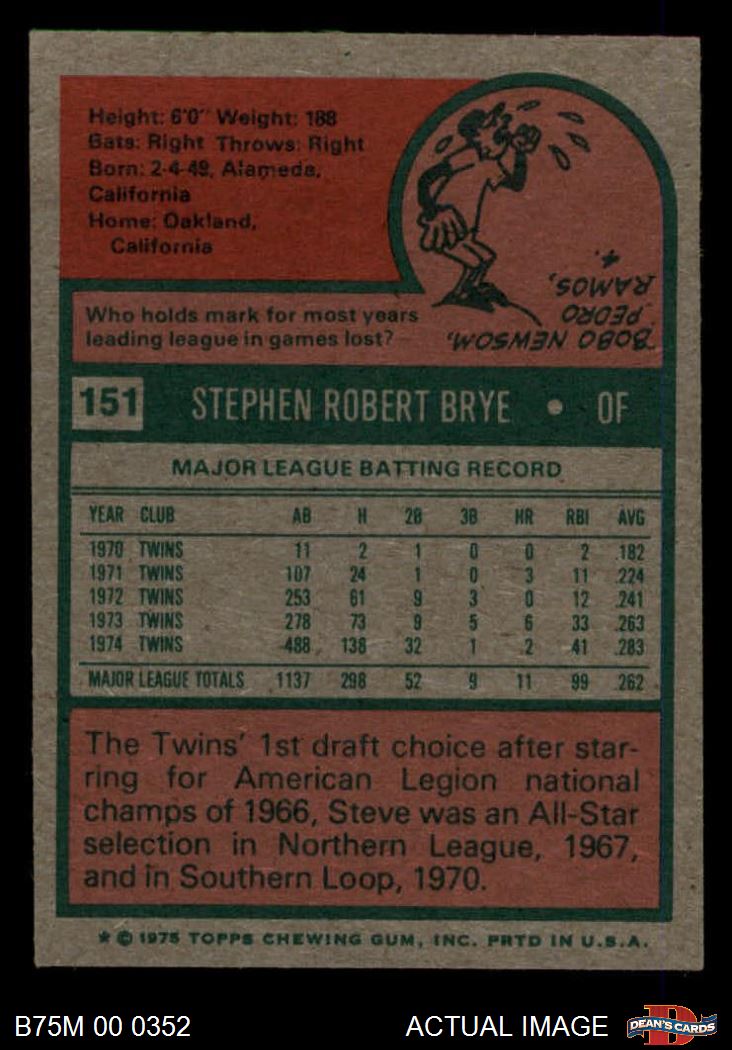 Height: 6'0" Weight: 188
Bats: Right Throws: Right
Born: 2-4-49, Alameda,
California
Home: Oakland,
California
Who holds mark for most years
leading league in games lost?
BOBO NEWSOM,
PEDRO
RAMOS,
4.
151 STEPHEN ROBERT BRYE • OF
MAJOR LEAGUE BATTING RECORD
YEAR CLUB AB H 2B 3B HR RBI AVG
1970 TWINS 11 2 1 0 0 2 .182
1971 TWINS 107 24 1 0 3 11 .224
1972 TWINS 253 61 9 3 0 12 .241
1973 TWINS 278 73 9 5 6 33 .263
1974 TWINS 488 138 32 1 2 41 .283
MAJOR LEAGUE TOTALS 1137 298 52 9 11 99 .262
The Twins' 1st draft choice after star-
ring for American Legion national
champs of 1966, Steve was an All-Star
selection in Northern League, 1967,
and in Southern Loop, 1970.
* © 1975 TOPPS CHEWING GUM, INC. PRTD IN U.S.A.
B75M 00 0352 ACTUAL IMAGE DEAN'S CARDS